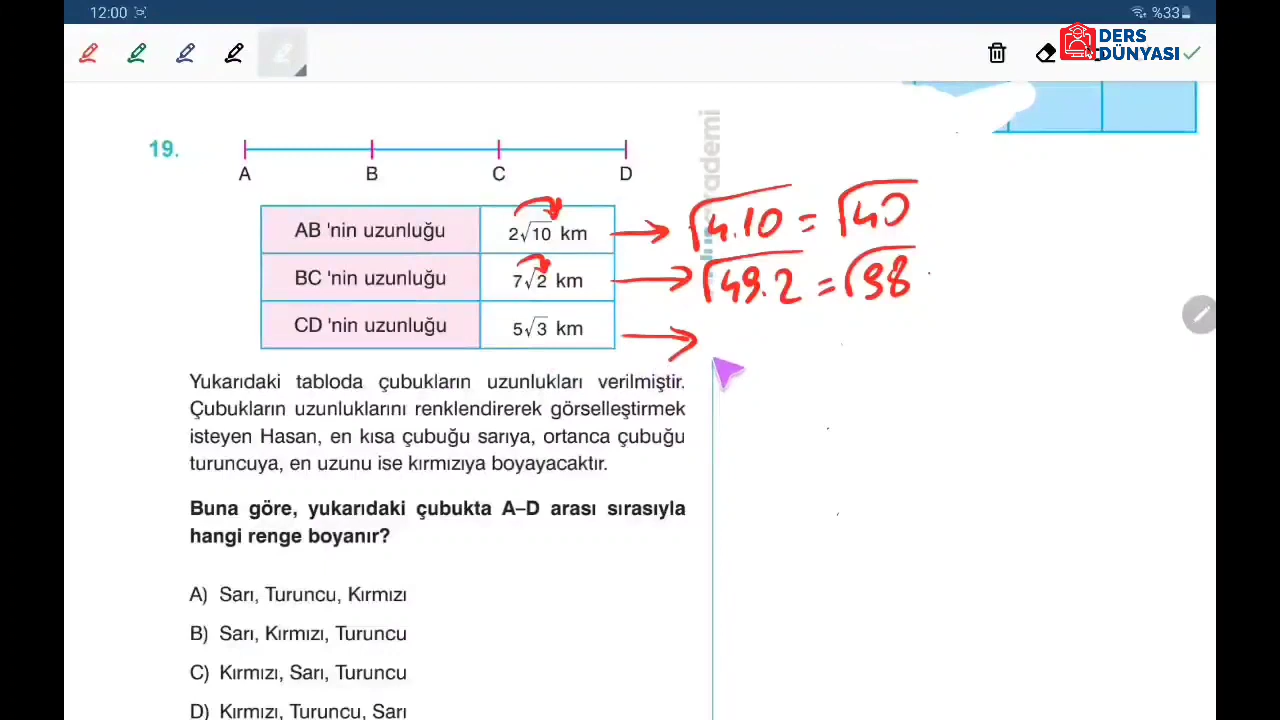 12:00
%33
DERS
DÜNYASI
19.
A B C D
AB 'nin uzunluğu 2√10 km → √4.10 = √40
BC 'nin uzunluğu 7√2 km → √49.2 = √98
CD 'nin uzunluğu 5√3 km →
Yukarıdaki tabloda çubukların uzunlukları verilmiştir.
Çubukların uzunluklarını renklendirerek görselleştirmek
isteyen Hasan, en kısa çubuğu sarıya, ortanca çubuğu
turuncuya, en uzunu ise kırmızıya boyayacaktır.
Buna göre, yukarıdaki çubukta A–D arası sırasıyla
hangi renge boyanır?
A) Sarı, Turuncu, Kırmızı
B) Sarı, Kırmızı, Turuncu
C) Kırmızı, Sarı, Turuncu
D) Kırmızı, Turuncu, Sarı